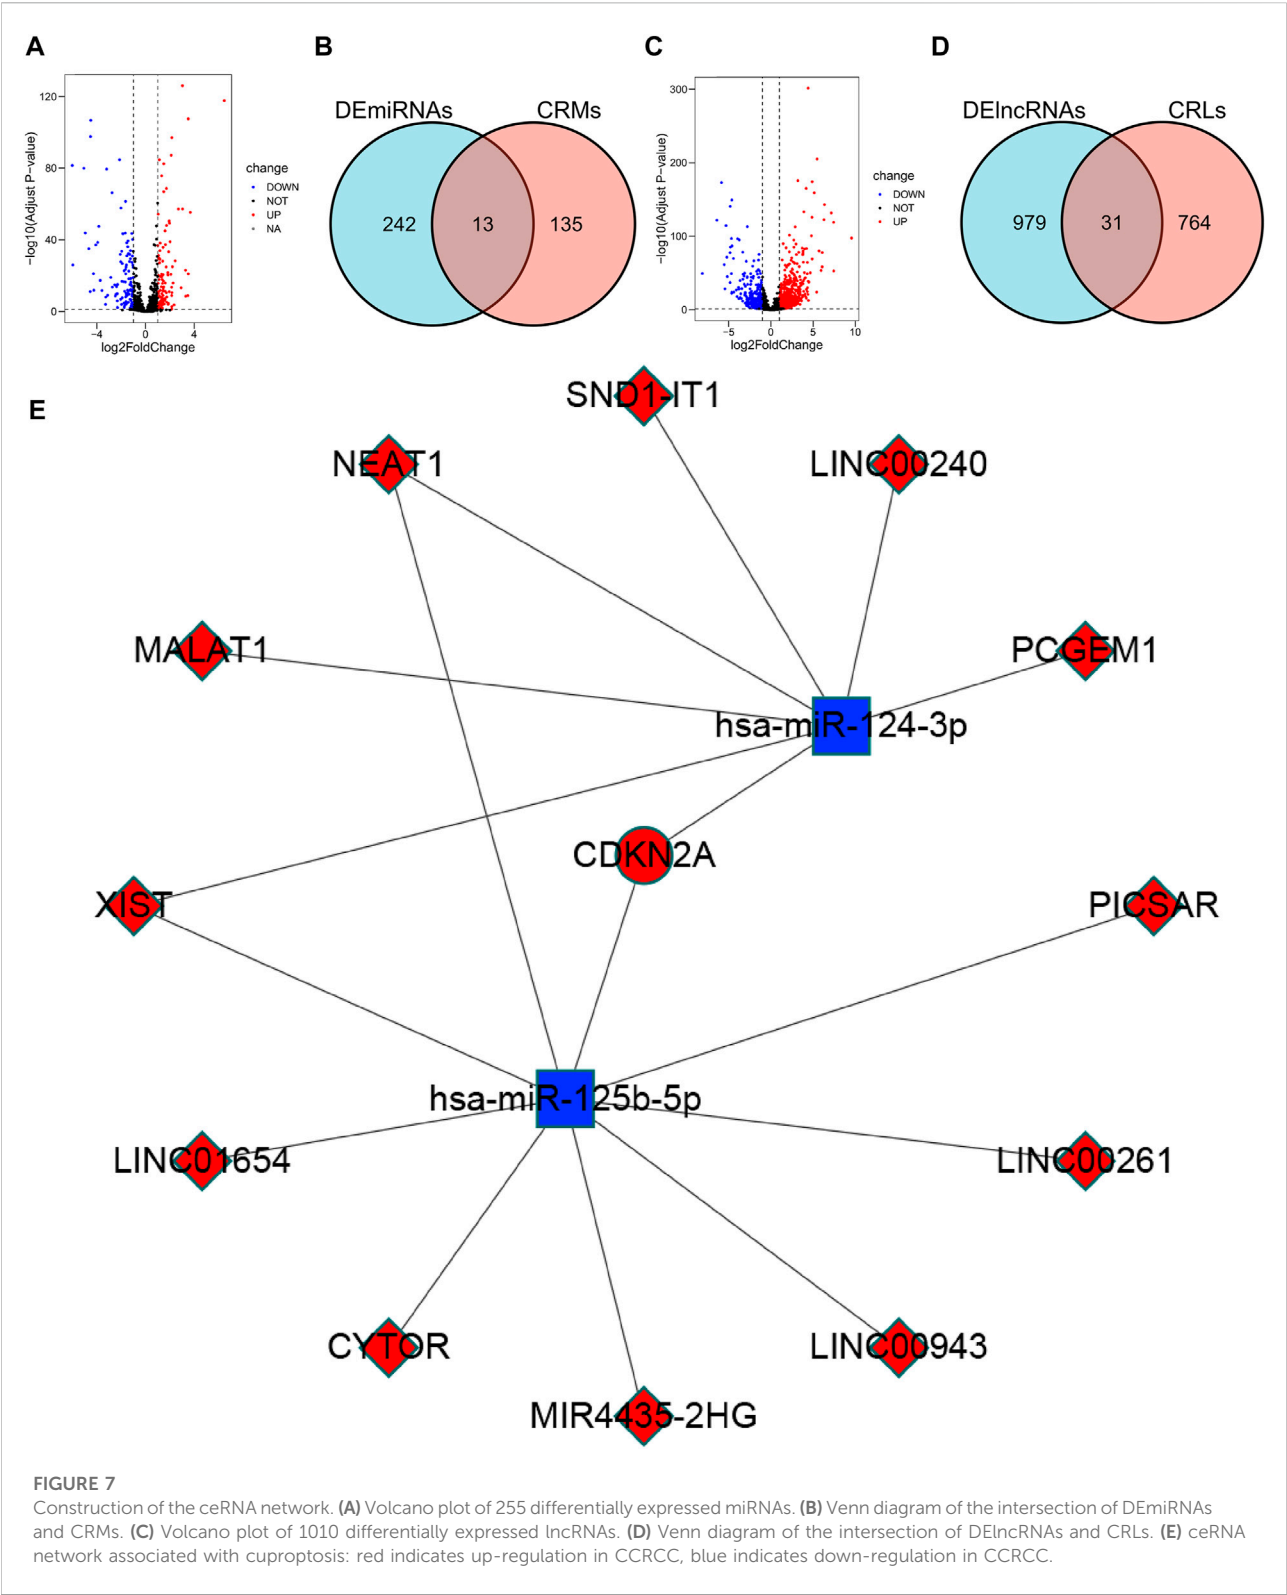 A
B
C
D
120
80
40
0
−4
0
4
−log10(Adjust P−value)
log2FoldChange
change
DOWN
NOT
UP
NA
DEmiRNAs
CRMs
242
13
135
300
200
100
0
−5
0
5
10
−log10(Adjust P−value)
log2FoldChange
change
DOWN
NOT
UP
DElncRNAs
CRLs
979
31
764
E
SND1-IT1
NEAT1
LINC00240
MALAT1
PCGEM1
hsa-miR-124-3p
CDKN2A
XIST
PICSAR
hsa-miR-125b-5p
LINC01654
LINC00261
CYTOR
LINC00943
MIR4435-2HG
FIGURE 7
Construction of the ceRNA network. (A) Volcano plot of 255 differentially expressed miRNAs. (B) Venn diagram of the intersection of DEmiRNAs
and CRMs. (C) Volcano plot of 1010 differentially expressed lncRNAs. (D) Venn diagram of the intersection of DElncRNAs and CRLs. (E) ceRNA
network associated with cuproptosis: red indicates up-regulation in CCRCC, blue indicates down-regulation in CCRCC.